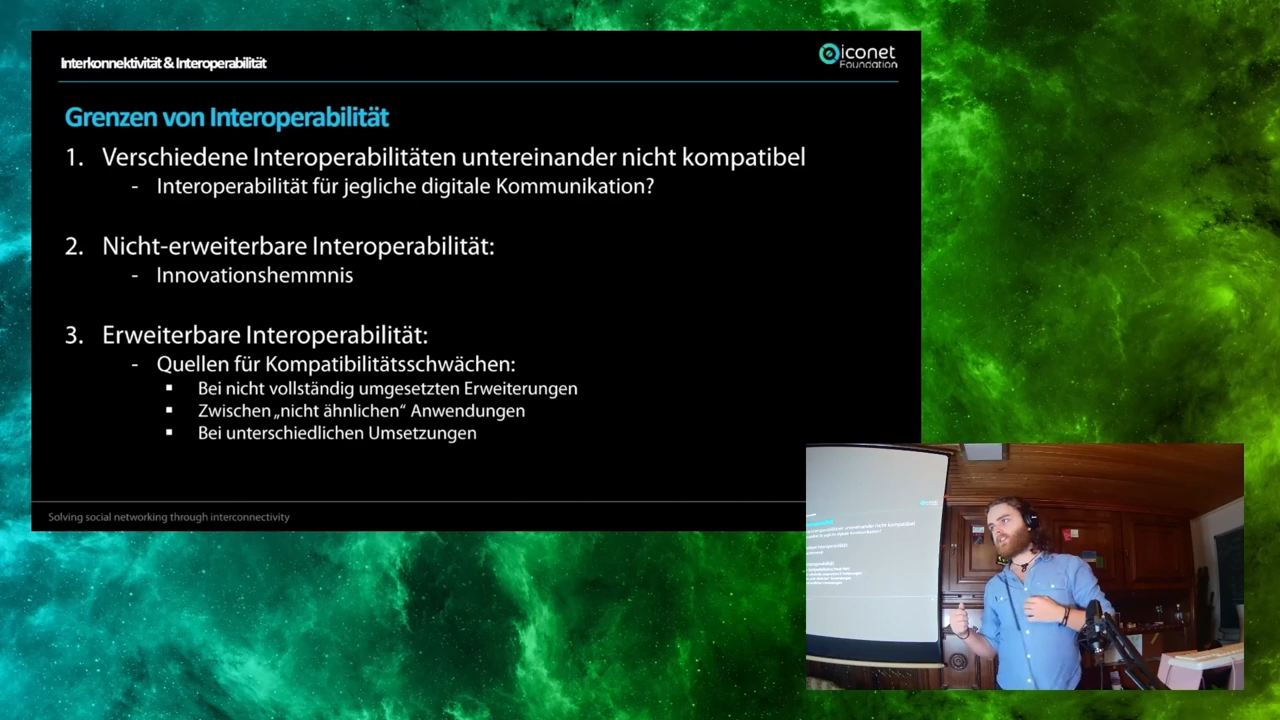 Interkonnektivität & Interoperabilität
iconet
Foundation
Grenzen von Interoperabilität
1. Verschiedene Interoperabilitäten untereinander nicht kompatibel
- Interoperabilität für jegliche digitale Kommunikation?
2. Nicht-erweiterbare Interoperabilität:
- Innovationshemmnis
3. Erweiterbare Interoperabilität:
- Quellen für Kompatibilitätsschwächen:
▪ Bei nicht vollständig umgesetzten Erweiterungen
▪ Zwischen „nicht ähnlichen“ Anwendungen
▪ Bei unterschiedlichen Umsetzungen
Solving social networking through interconnectivity